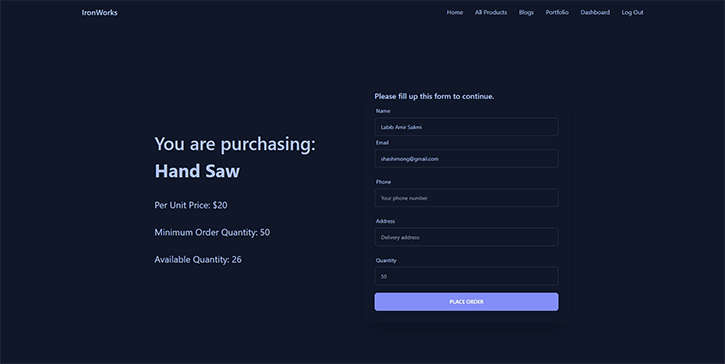 IronWorks
Home All Products Blogs Portfolio Dashboard Log Out
Please fill up this form to continue.
Name
Labib Amir Salimi
Email
shashimong@gmail.com
You are purchasing:
Hand Saw
Per Unit Price: $20
Minimum Order Quantity: 50
Available Quantity: 26
Phone
Your phone number
Address
Delivery address
Quantity
50
PLACE ORDER